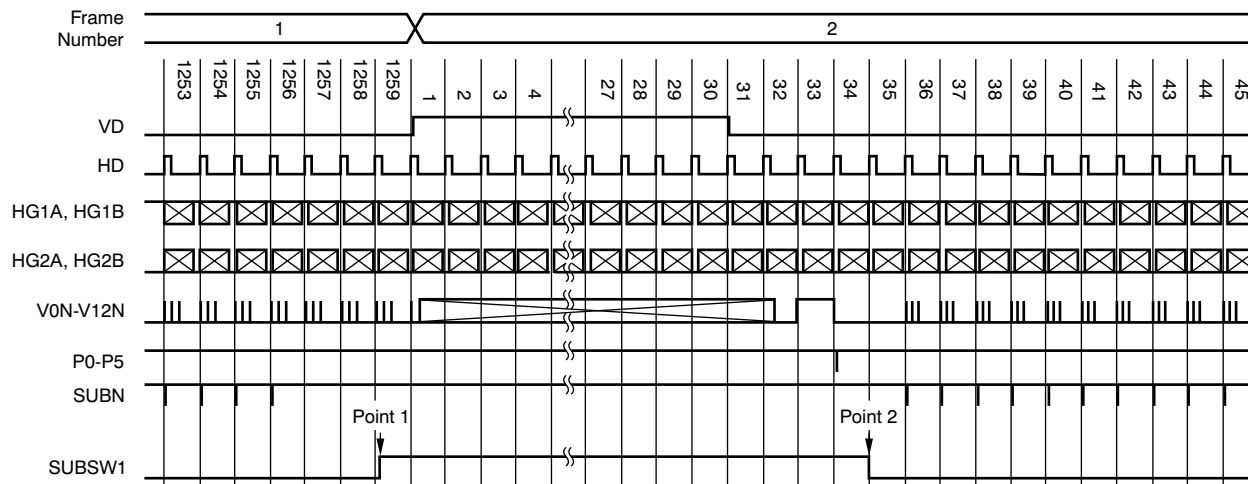 Frame
Number
1
2
1253 1254 1255 1256 1257 1258 1259 1 2 3 4 27 28 29 30 31 32 33 34 35 36 37 38 39 40 41 42 43 44 45
VD
HD
HG1A, HG1B
HG2A, HG2B
V0N-V12N
P0-P5
SUBN
Point 1
Point 2
SUBSW1